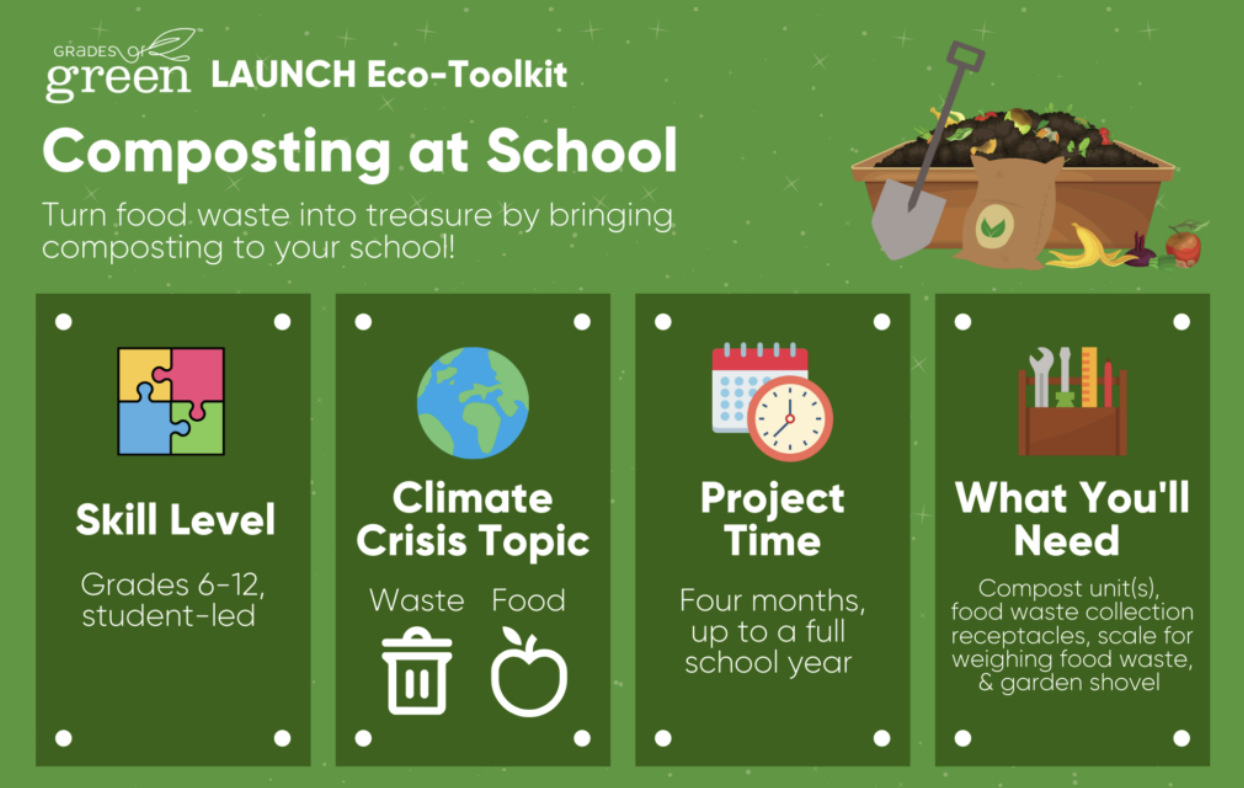 GRADES of
green™ LAUNCH Eco-Toolkit
Composting at School
Turn food waste into treasure by bringing
composting to your school!
Skill Level
Grades 6-12,
student-led
Climate
Crisis Topic
Waste Food
Project
Time
Four months,
up to a full
school year
What You'll
Need
Compost unit(s),
food waste collection
receptacles, scale for
weighing food waste,
& garden shovel